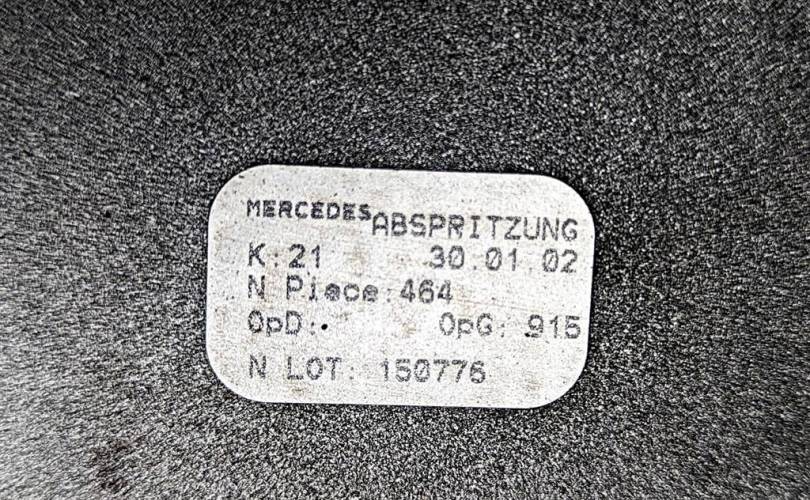 MERCEDES ABSPRITZUNG
K: 21 30.01.02
N Piece:464
OpD: OpG: 915
N LOT: 150776